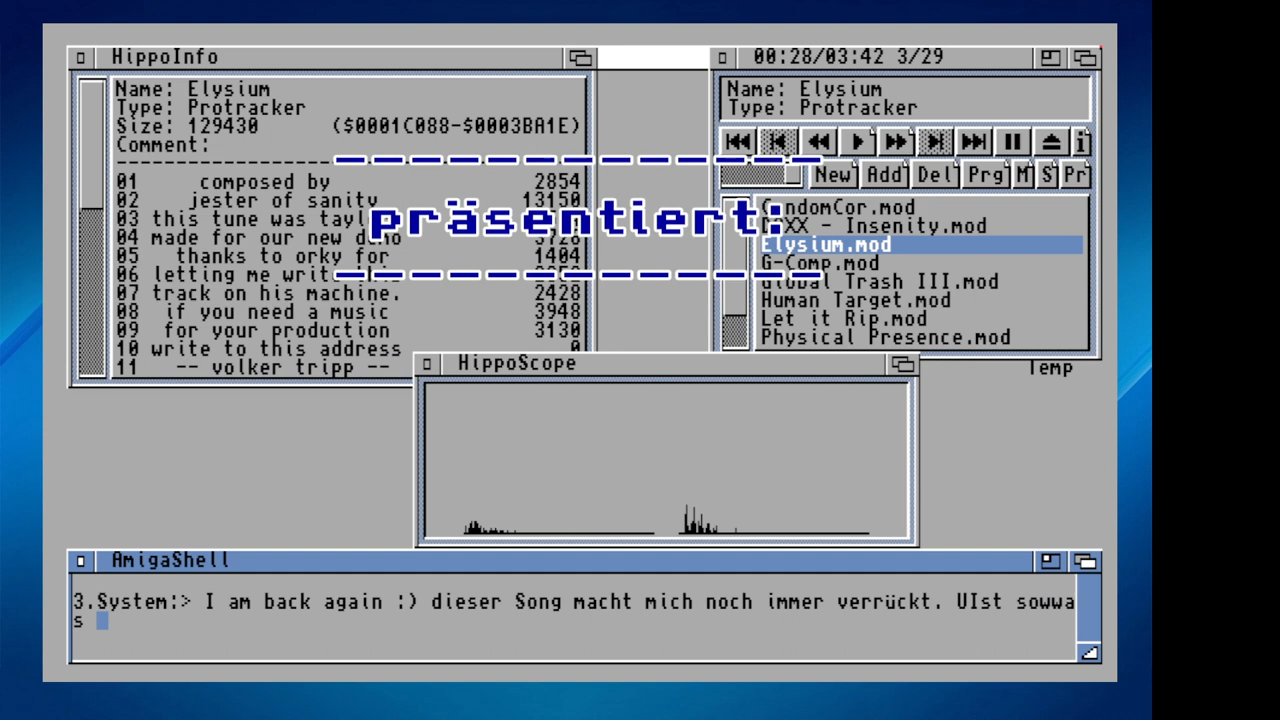 HippoInfo
Name: Elysium
Type: Protracker
Size: 129430 ($0001C088-$0003BA1E)
Comment:
01 composed by 2854
02 jester of sanity 13150
03 this tune was
04 made for our new 3728
05 thanks to orky for 1404
06 letting me
07 track on his machine. 2428
08 if you need a music 3948
09 for your production 3130
10 write to this address 0
11 -- volker tripp --
präsentiert:
00:28/03:42 3/29
Name: Elysium
Type: Protracker
New Add Del Prg M S Pr
CondomCor.mod
- Insenity.mod
Elysium.mod
G-Comp.mod
Global Trash III.mod
Human Target.mod
Let it Rip.mod
Physical Presence.mod
Temp
HippoScope
AmigaShell
3.System:> I am back again :) dieser Song macht mich noch immer verrückt. UIst sowwa
s